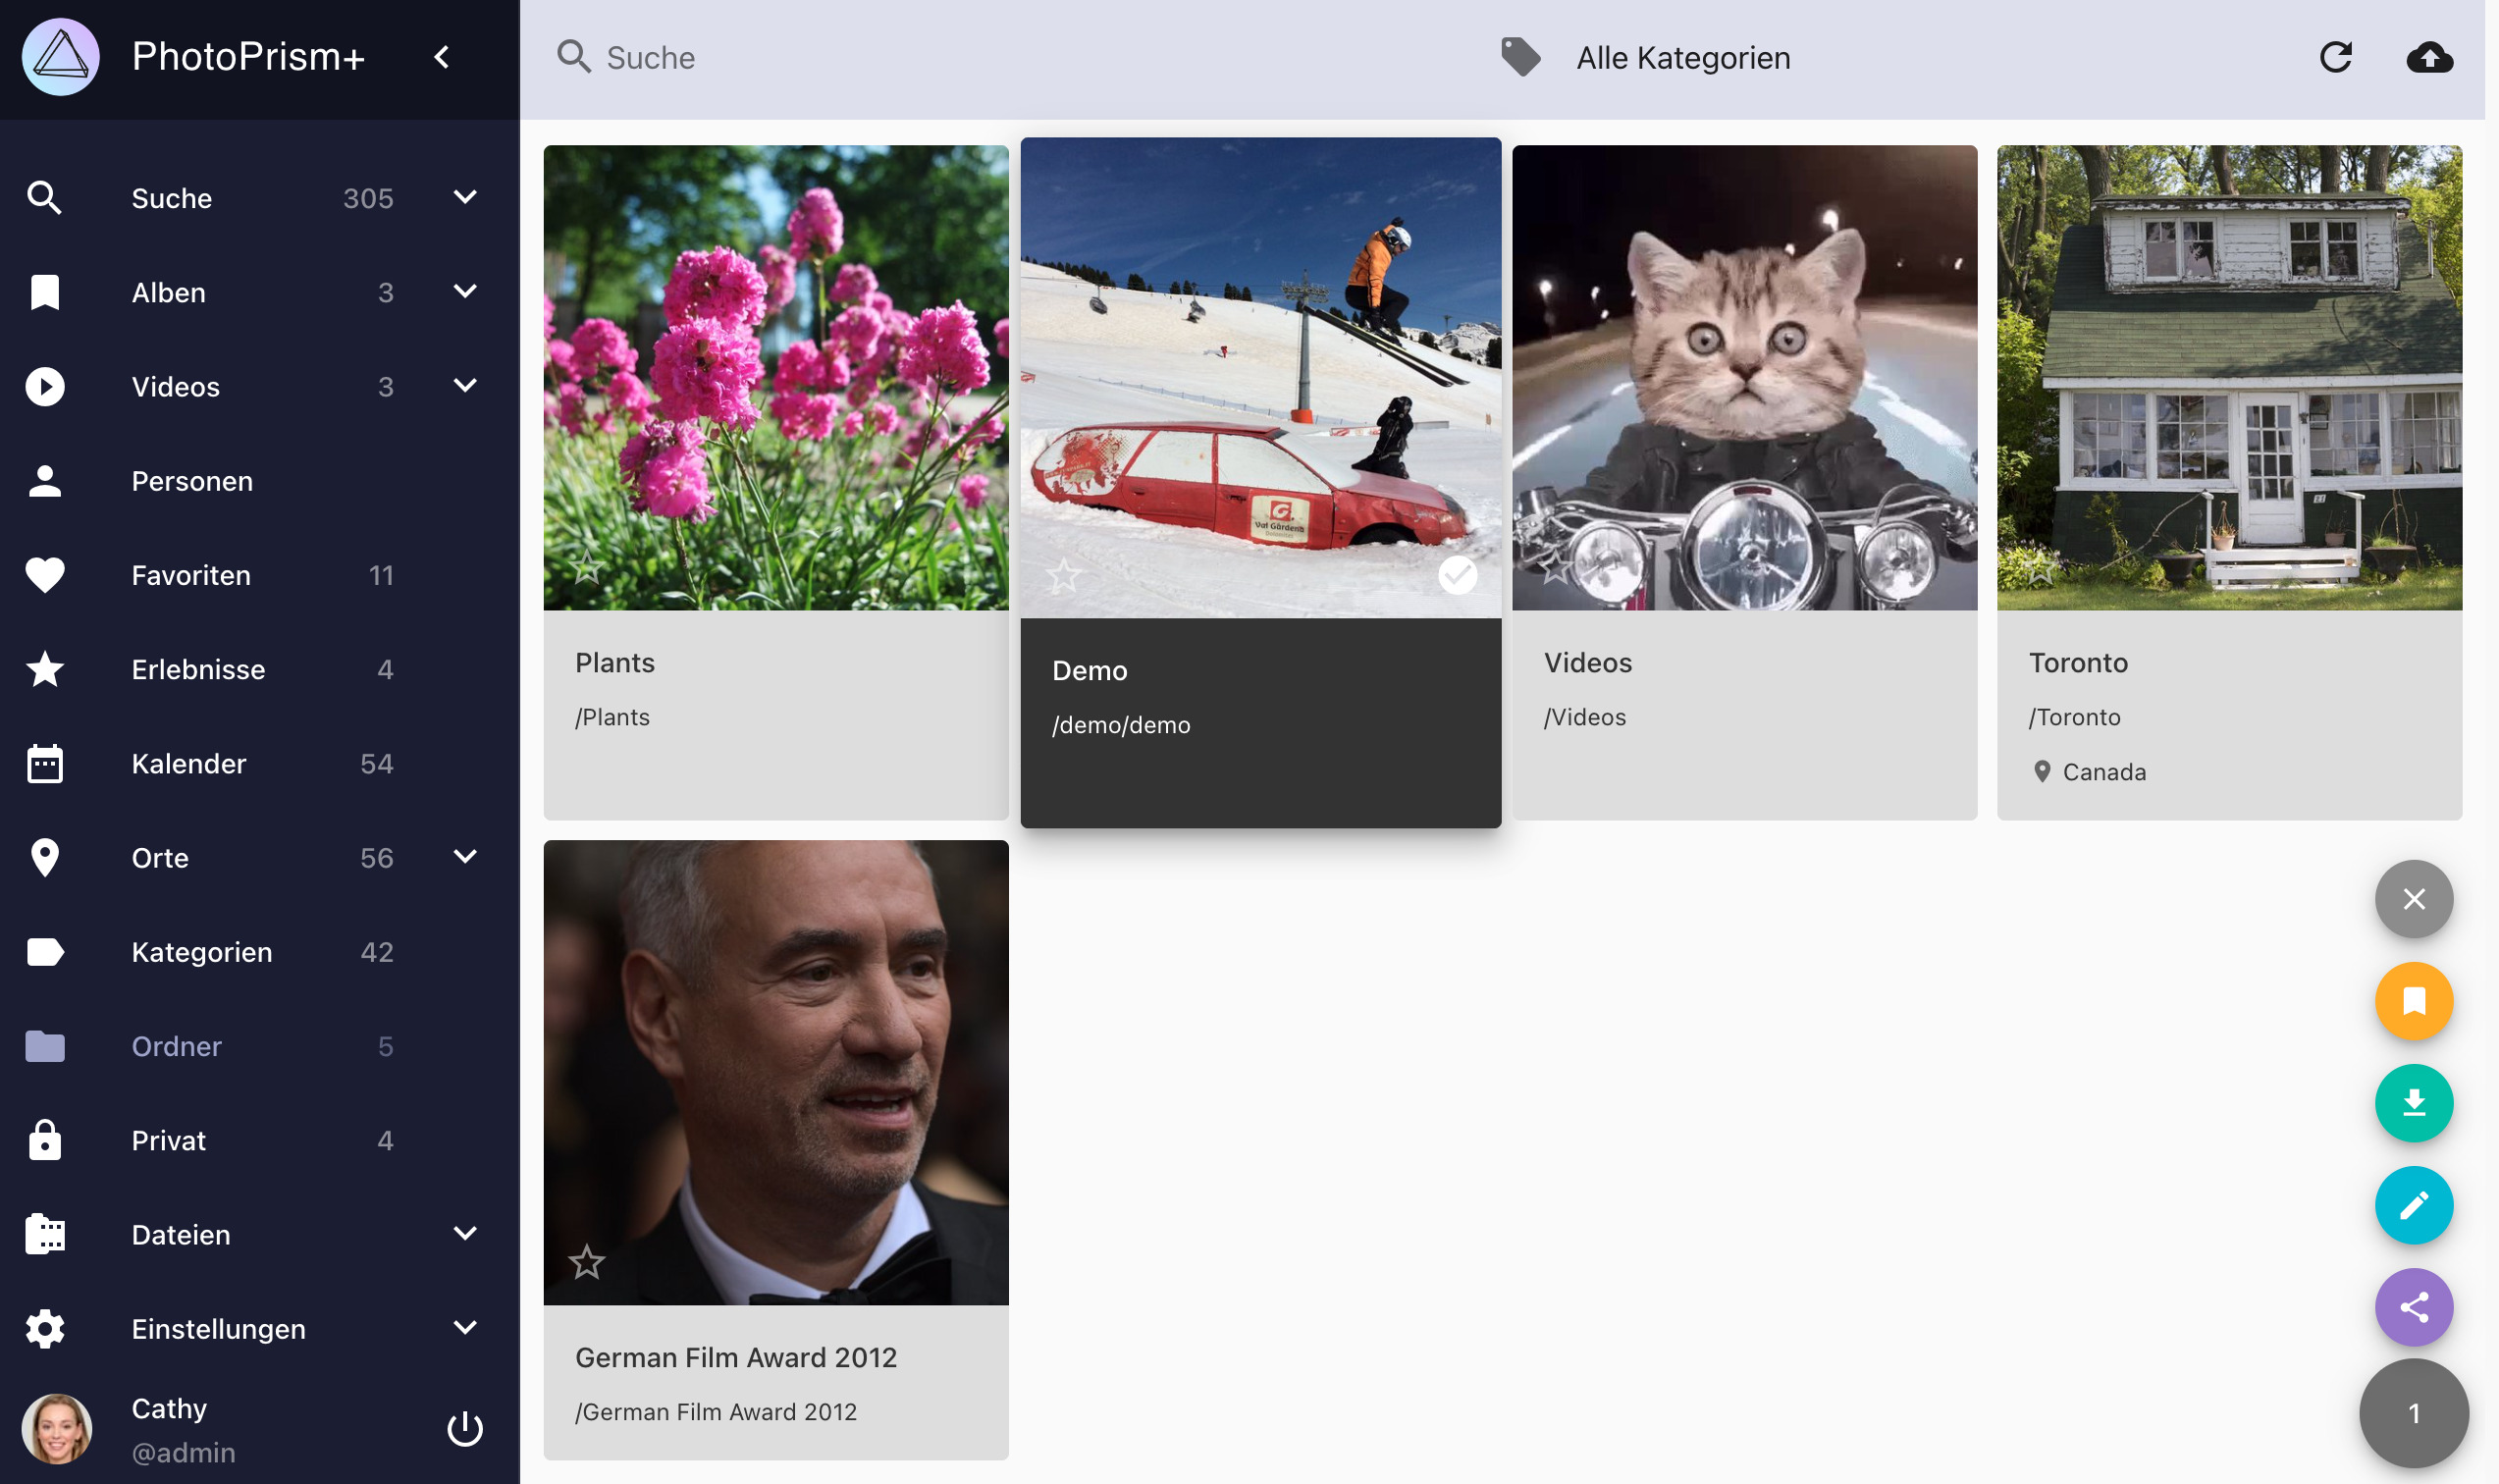 PhotoPrism+
Suche
Alle Kategorien
Suche 305
Alben 3
Videos 3
Personen
Favoriten 11
Erlebnisse 4
Kalender 54
Orte 56
Kategorien 42
Ordner 5
Privat 4
Dateien
Einstellungen
Cathy
@admin
Plants
/Plants
G.
Val Gardena
Demo
/demo/demo
Videos
/Videos
Toronto
/Toronto
Canada
German Film Award 2012
/German Film Award 2012
1